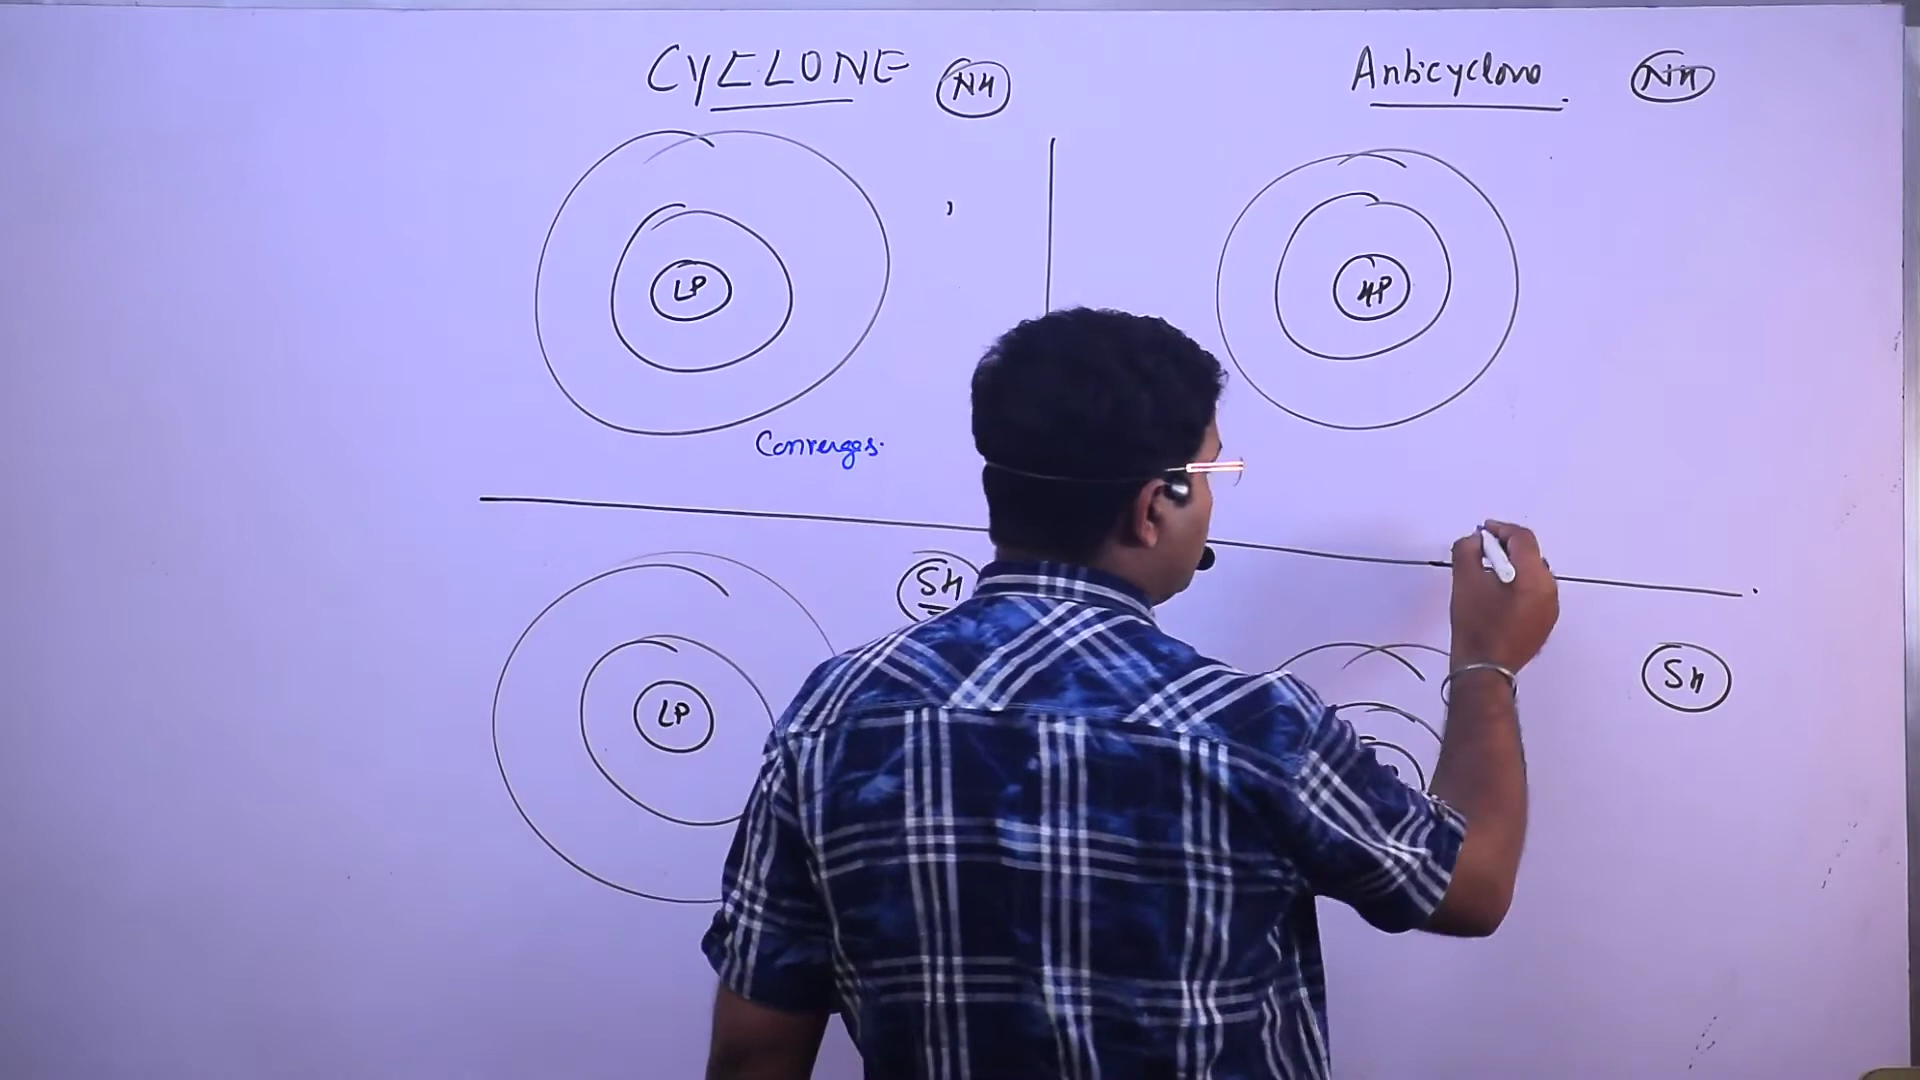 CYCLONE NH
Anticyclone NH
LP
HP
Converges.
SH
SH
LP